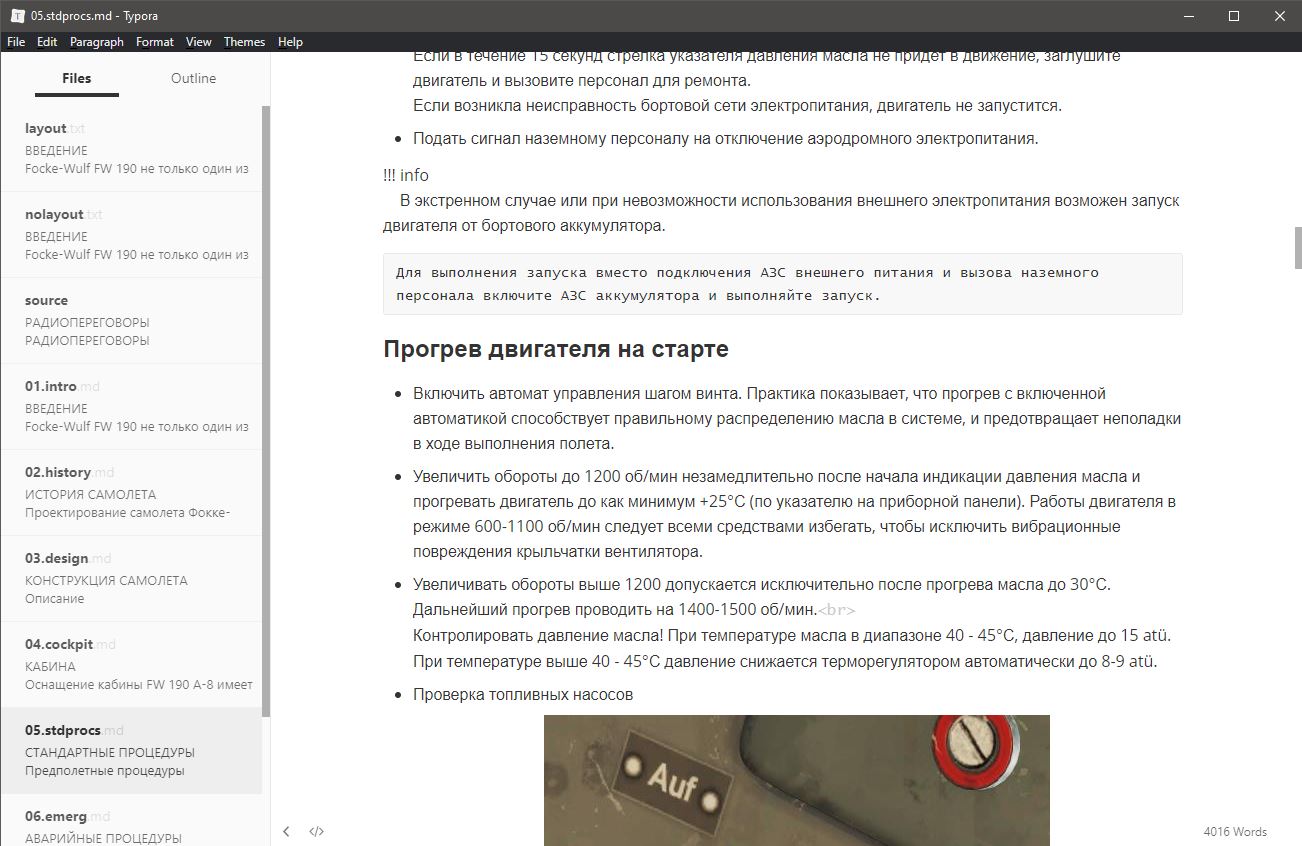 05.stdprocs.md - Typora
File Edit Paragraph Format View Themes Help
Files Outline
layout.txt
ВВЕДЕНИЕ
Focke-Wulf FW 190 не только один из
nolayout.txt
ВВЕДЕНИЕ
Focke-Wulf FW 190 не только один из
source
РАДИОПЕРЕГОВОРЫ
РАДИОПЕРЕГОВОРЫ
01.intro.md
ВВЕДЕНИЕ
Focke-Wulf FW 190 не только один из
02.history.md
ИСТОРИЯ САМОЛЕТА
Проектирование самолета Фокке-
03.design.md
КОНСТРУКЦИЯ САМОЛЕТА
Описание
04.cockpit.md
КАБИНА
Оснащение кабины FW 190 A-8 имеет
05.stdprocs.md
СТАНДАРТНЫЕ ПРОЦЕДУРЫ
Предполетные процедуры
06.emerg.md
АВАРИЙНЫЕ ПРОЦЕДУРЫ
Если в течение 15 секунд стрелка указателя давления масла не придет в движение, заглушите
двигатель и вызовите персонал для ремонта.
Если возникла неисправность бортовой сети электропитания, двигатель не запустится.
• Подать сигнал наземному персоналу на отключение аэродромного электропитания.
!!! info
В экстренном случае или при невозможности использования внешнего электропитания возможен запуск
двигателя от бортового аккумулятора.
Для выполнения запуска вместо подключения АЗС внешнего питания и вызова наземного
персонала включите АЗС аккумулятора и выполняйте запуск.
Прогрев двигателя на старте
• Включить автомат управления шагом винта. Практика показывает, что прогрев с включенной
автоматикой способствует правильному распределению масла в системе, и предотвращает неполадки
в ходе выполнения полета.
• Увеличить обороты до 1200 об/мин незамедлительно после начала индикации давления масла и
прогревать двигатель до как минимум +25°C (по указателю на приборной панели). Работы двигателя в
режиме 600-1100 об/мин следует всеми средствами избегать, чтобы исключить вибрационные
повреждения крыльчатки вентилятора.
• Увеличивать обороты выше 1200 допускается исключительно после прогрева масла до 30°C.
Дальнейший прогрев проводить на 1400-1500 об/мин.<br>
Контролировать давление масла! При температуре масла в диапазоне 40 - 45°C, давление до 15 atü.
При температуре выше 40 - 45°C давление снижается терморегулятором автоматически до 8-9 atü.
• Проверка топливных насосов
Auf
4016 Words